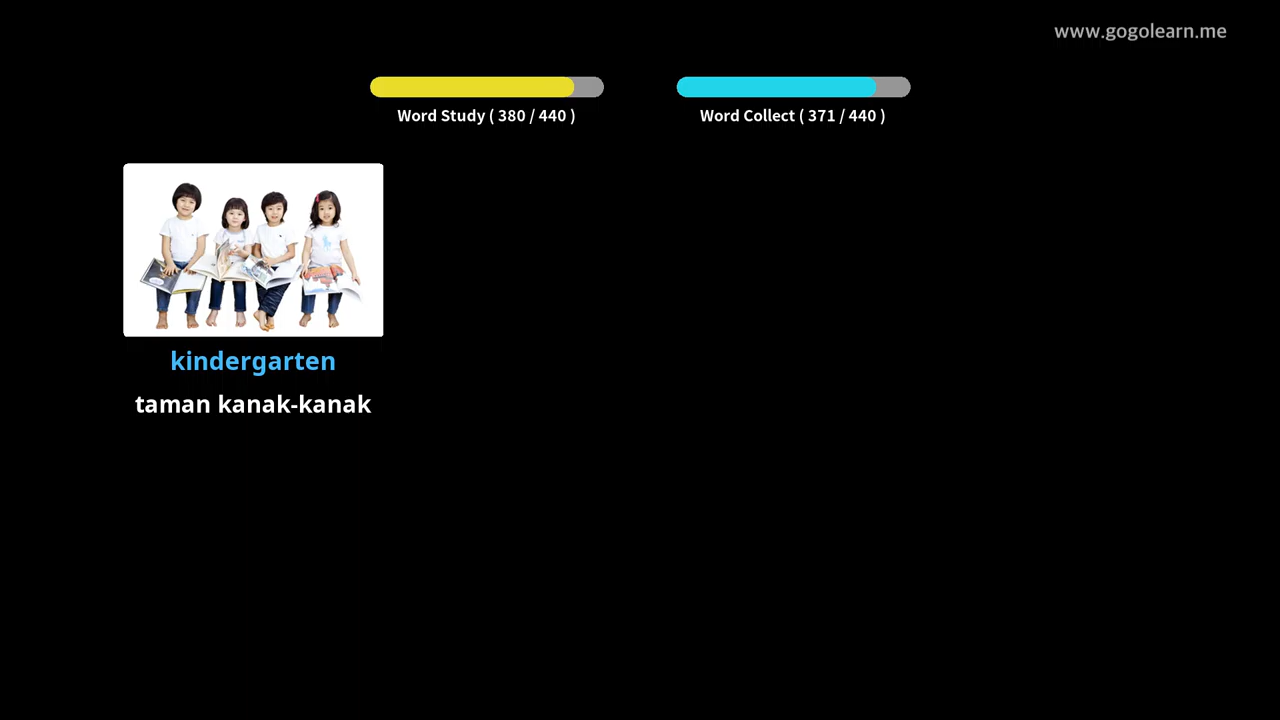 www.gogolearn.me
Word Study ( 380 / 440 )
Word Collect ( 371 / 440 )
kindergarten
taman kanak-kanak